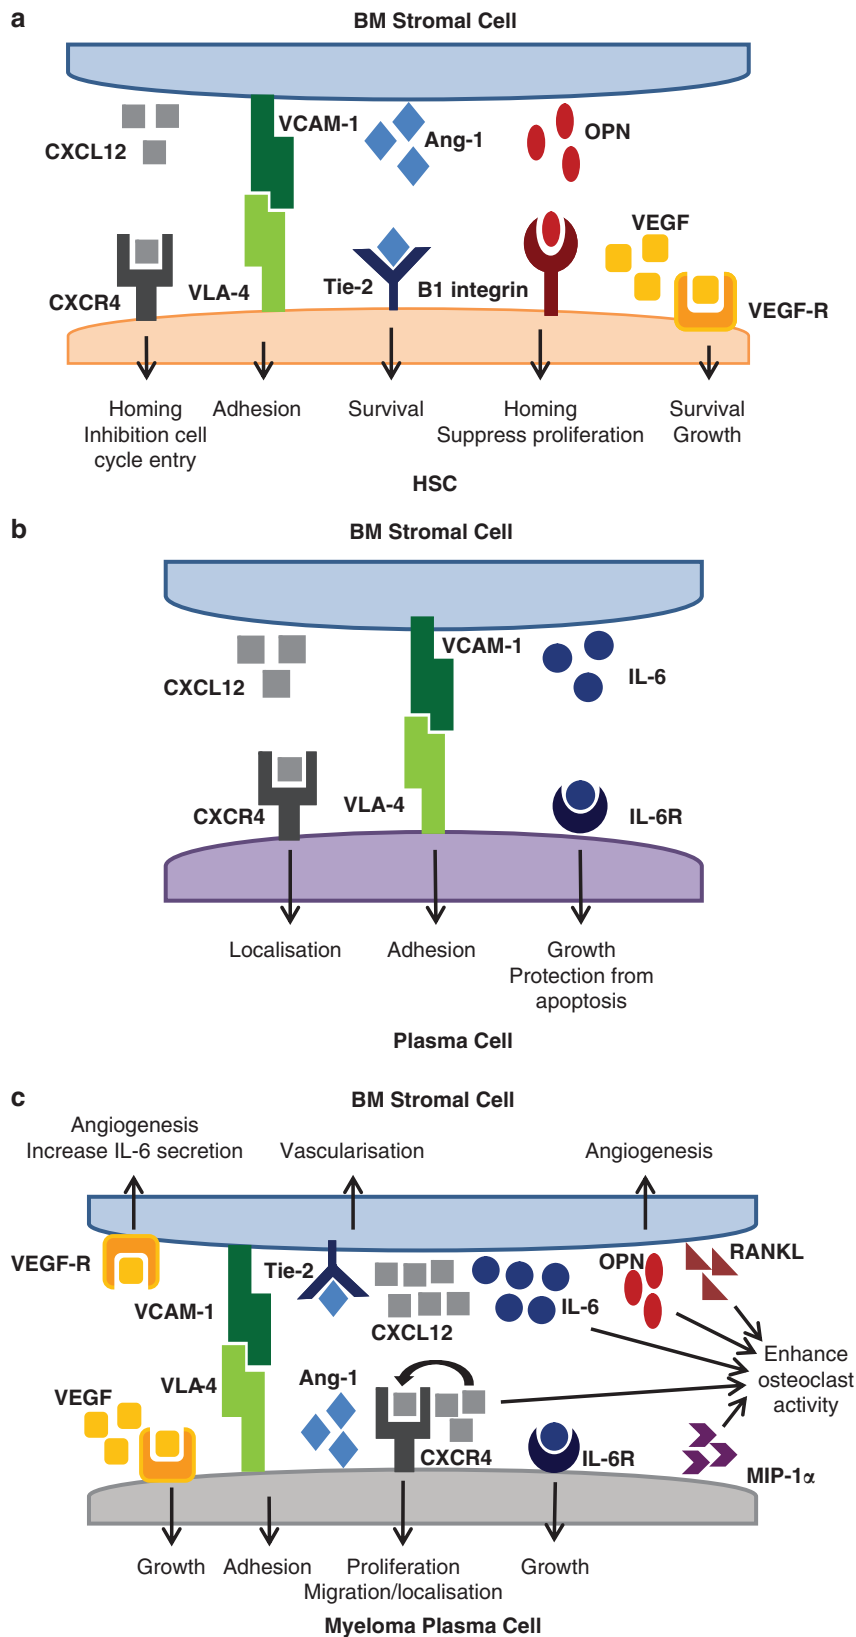 a
BM Stromal Cell
CXCL12
VCAM-1
Ang-1
OPN
VEGF
CXCR4
VLA-4
Tie-2
B1 integrin
VEGF-R
Homing
Inhibition cell
cycle entry
Adhesion
Survival
Homing
Suppress proliferation
Survival
Growth
HSC
b
BM Stromal Cell
CXCL12
VCAM-1
IL-6
CXCR4
VLA-4
IL-6R
Localisation
Adhesion
Growth
Protection from
apoptosis
Plasma Cell
c
BM Stromal Cell
Angiogenesis
Increase IL-6 secretion
Vascularisation
Angiogenesis
VEGF-R
VCAM-1
Tie-2
CXCL12
IL-6
OPN
RANKL
Enhance
osteoclast
activity
VEGF
VLA-4
Ang-1
CXCR4
IL-6R
MIP-1α
Growth
Adhesion
Proliferation
Migration/localisation
Growth
Myeloma Plasma Cell